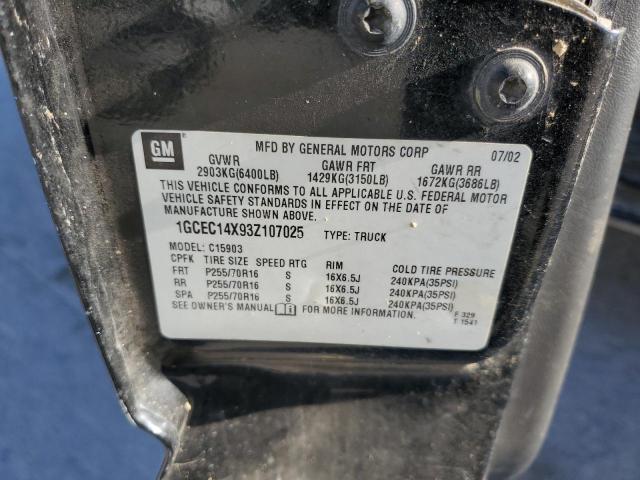 GM
MFD BY GENERAL MOTORS CORP 07/02
GVWR GAWR FRT GAWR RR
2903KG(6400LB) 1429KG(3150LB) 1672KG(3686LB)
THIS VEHICLE CONFORMS TO ALL APPLICABLE U.S. FEDERAL MOTOR
VEHICLE SAFETY STANDARDS IN EFFECT ON THE DATE OF
MANUFACTURE SHOWN ABOVE.
1GCEC14X93Z107025 TYPE: TRUCK
MODEL: C15903
CPFK TIRE SIZE SPEED RTG RIM COLD TIRE PRESSURE
FRT P255/70R16 S 16X6.5J 240KPA(35PSI)
RR P255/70R16 S 16X6.5J 240KPA(35PSI)
SPA P255/70R16 S 16X6.5J 240KPA(35PSI)
SEE OWNER'S MANUAL FOR MORE INFORMATION.
F 329
T 1541